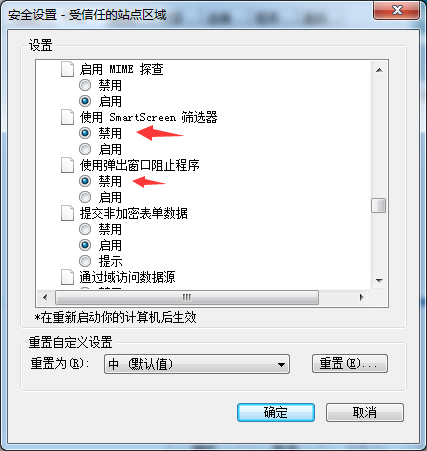 安全设置 - 受信任的站点区域
设置
启用 MIME 探查
禁用
启用
使用 SmartScreen 筛选器
禁用
启用
使用弹出窗口阻止程序
禁用
启用
提交非加密表单数据
禁用
启用
提示
通过域访问数据源
*在重新启动你的计算机后生效
重置自定义设置
重置为(R):
中 (默认值)
重置(E)...
确定
取消